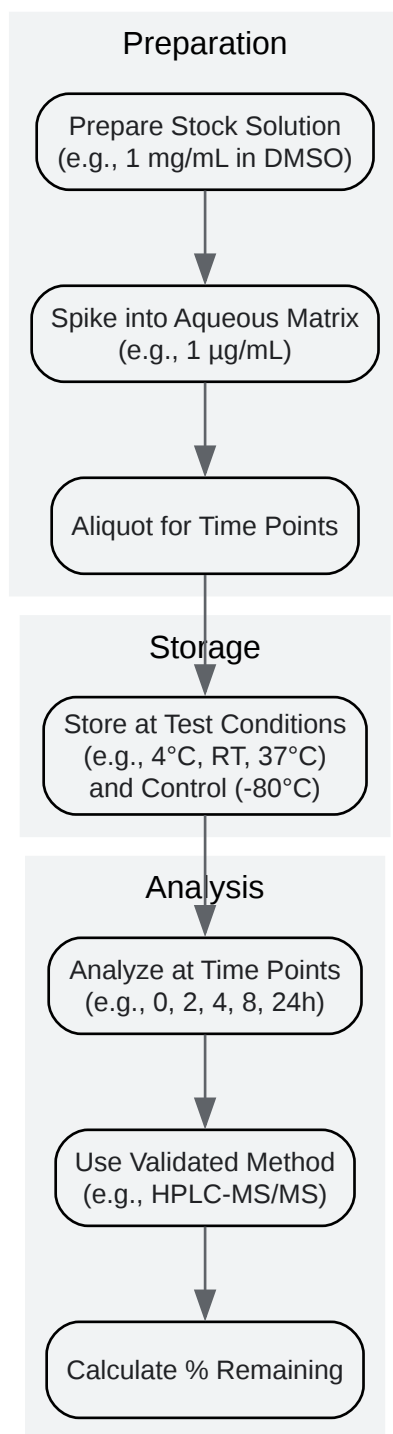 Preparation
Prepare Stock Solution
(e.g., 1 mg/mL in DMSO)
Spike into Aqueous Matrix
(e.g., 1 µg/mL)
Aliquot for Time Points
Storage
Store at Test Conditions
(e.g., 4°C, RT, 37°C)
and Control (-80°C)
Analysis
Analyze at Time Points
(e.g., 0, 2, 4, 8, 24h)
Use Validated Method
(e.g., HPLC-MS/MS)
Calculate % Remaining